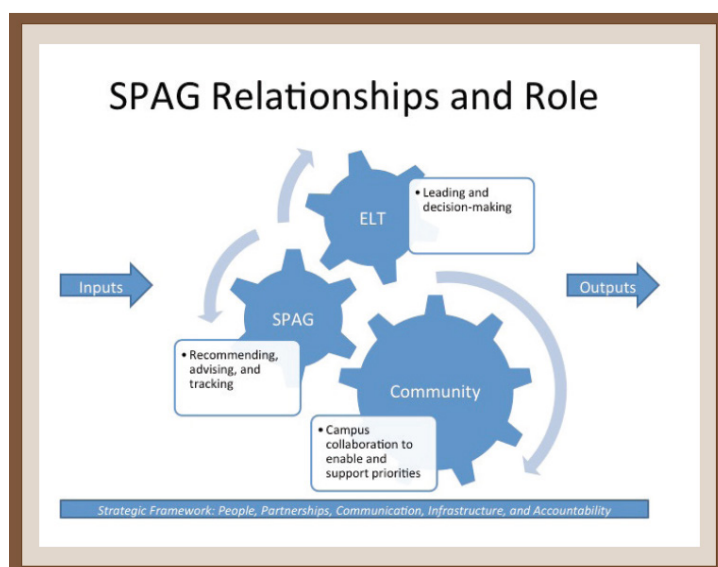 SPAG Relationships and Role
ELT
• Leading and
decision-making
Inputs
Outputs
SPAG
• Recommending,
advising, and
tracking
Community
• Campus
collaboration to
enable and
support priorities
Strategic Framework: People, Partnerships, Communication, Infrastructure, and Accountability